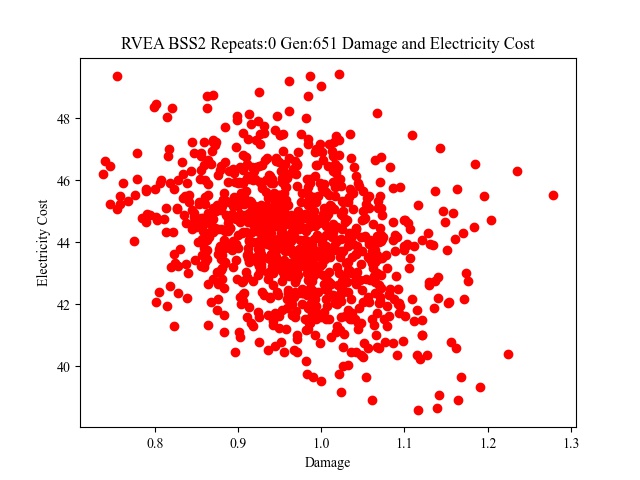 RVEA BSS2 Repeats:0 Gen:651 Damage and Electricity Cost
48
46
44
42
40
Electricity Cost
0.8 0.9 1.0 1.1 1.2 1.3
Damage